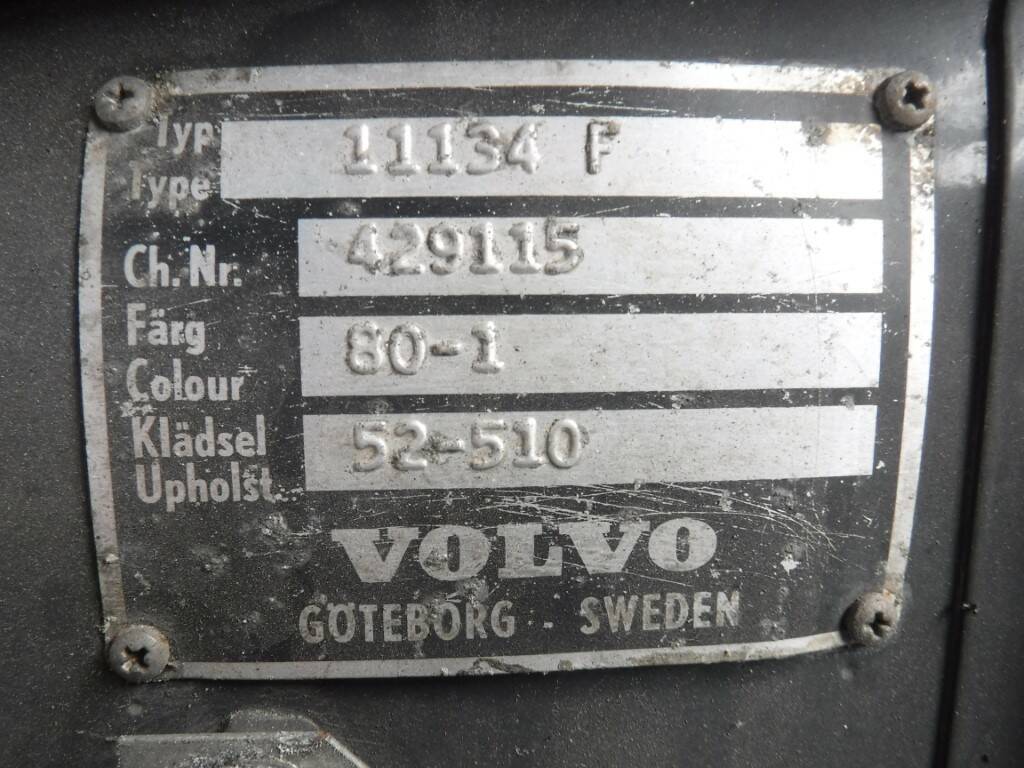 Typ
Type 11134 F
Ch. Nr. 429115
Färg
Colour 80-1
Klädsel
Upholst. 52-510
VOLVO
GÖTEBORG - SWEDEN